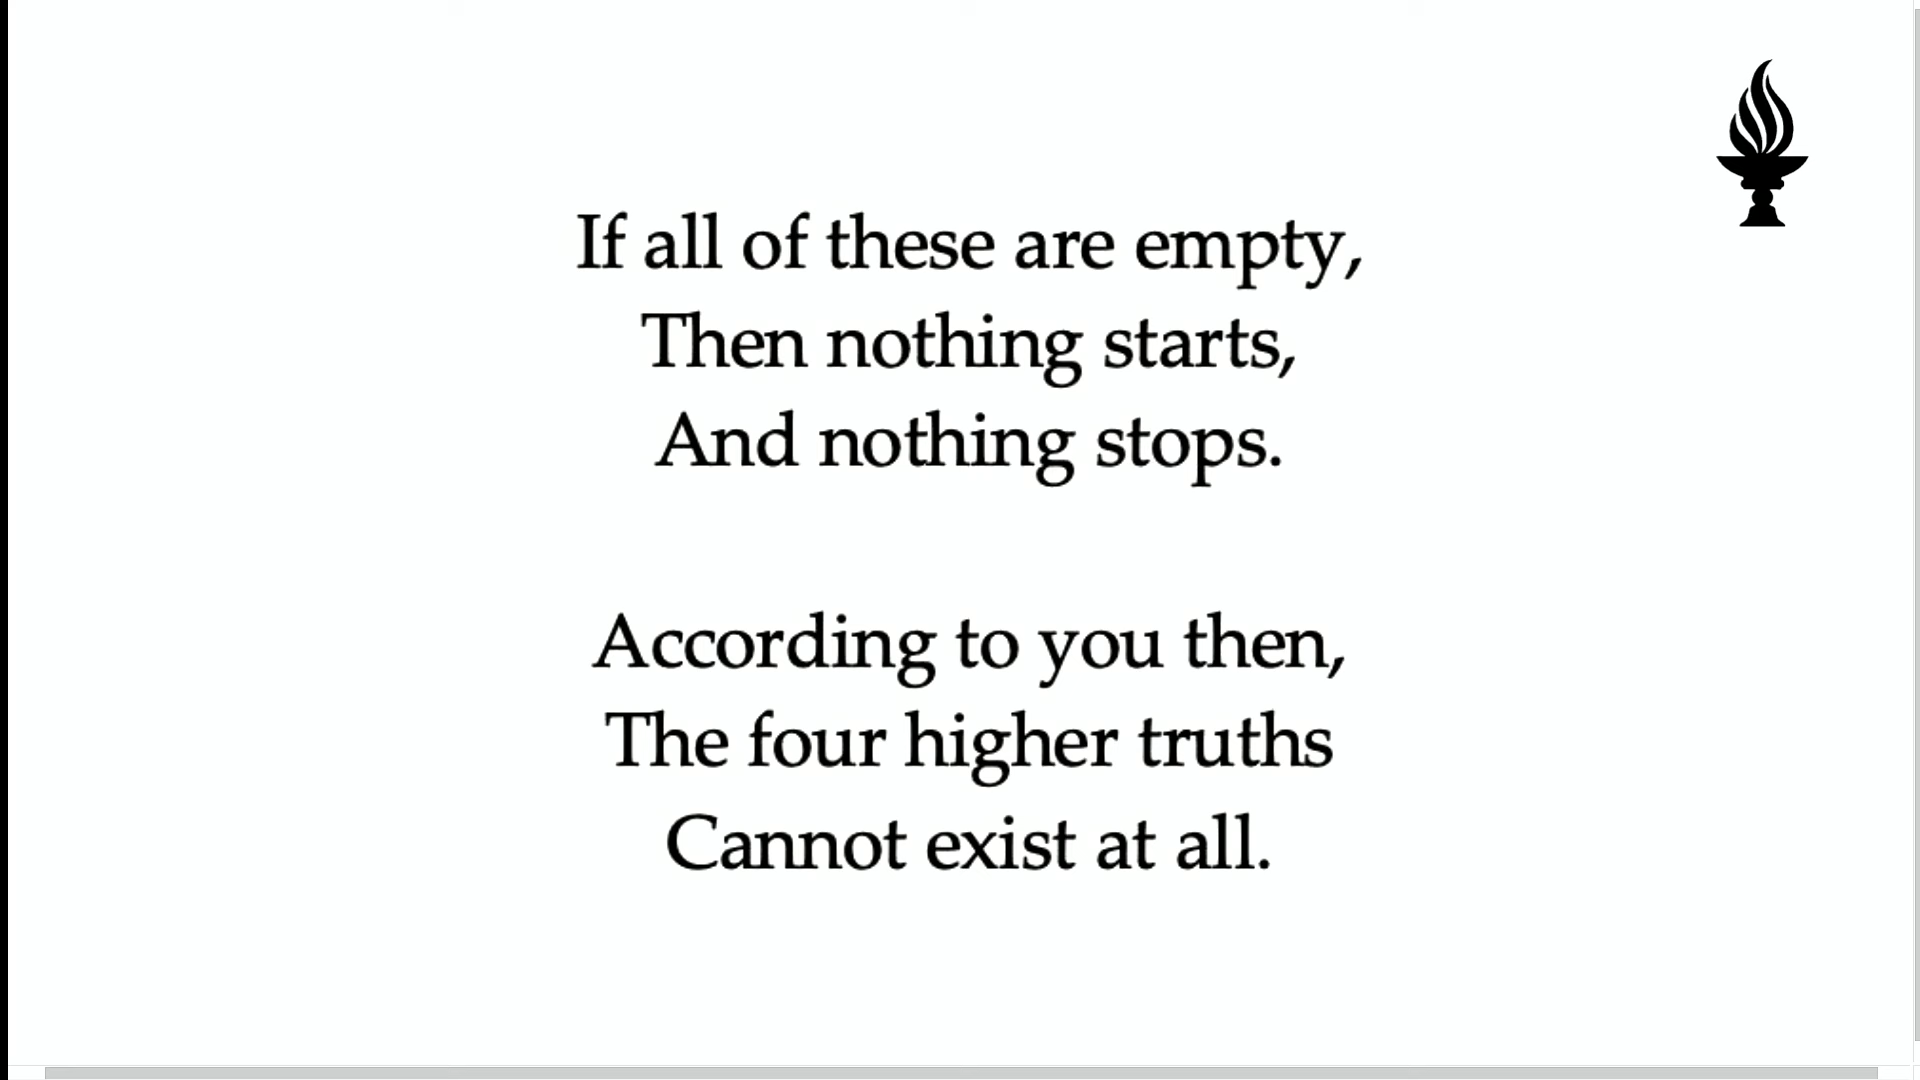 If all of these are empty,
Then nothing starts,
And nothing stops.
According to you then,
The four higher truths
Cannot exist at all.